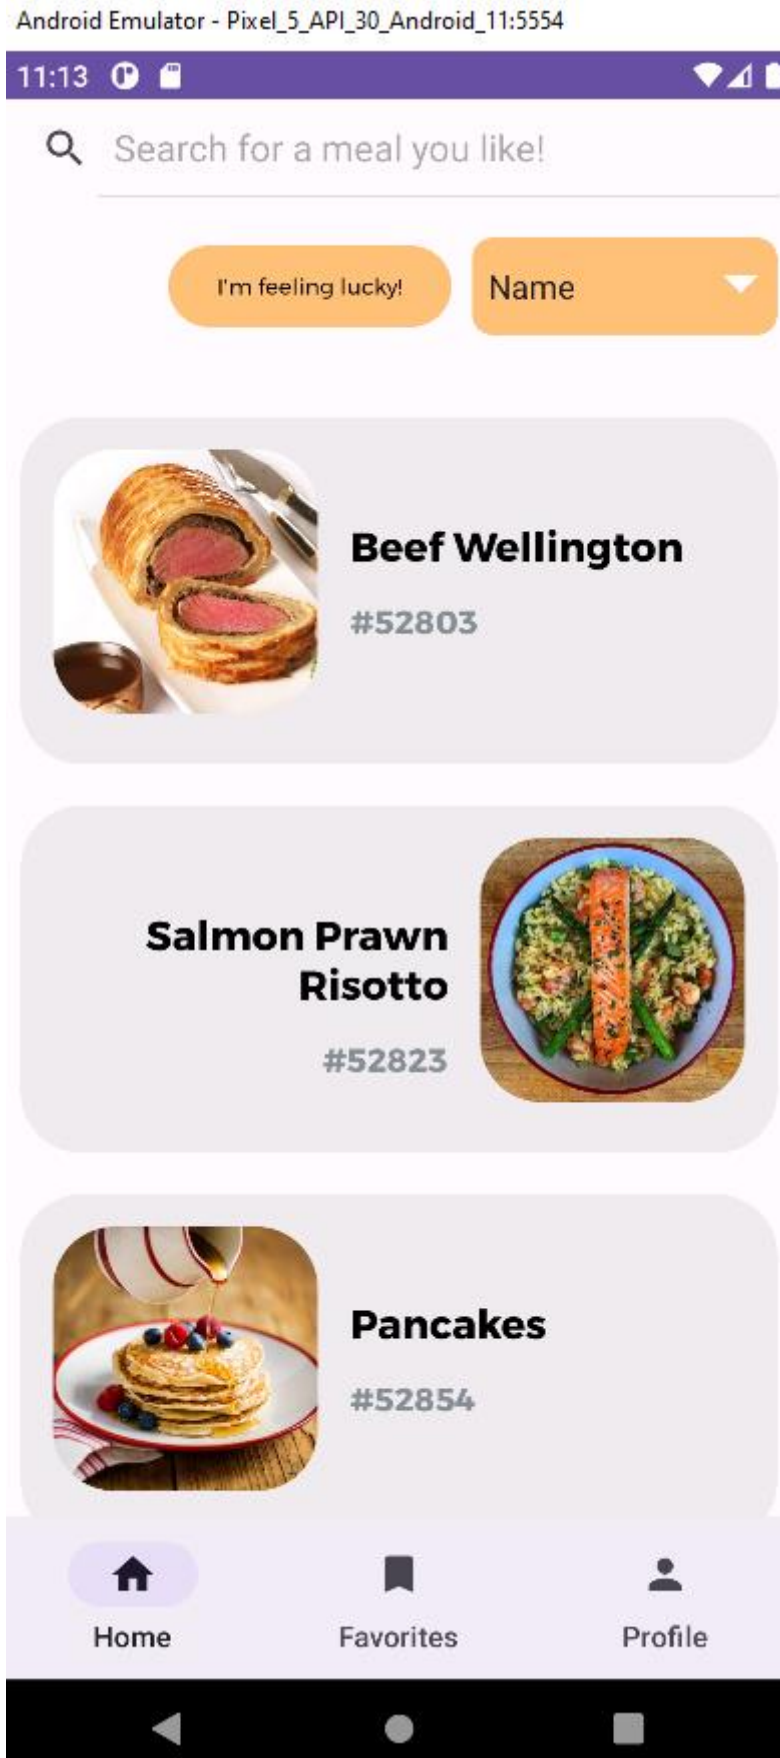 Android Emulator - Pixel_5_API_30_Android_11:5554
11:13
Search for a meal you like!
I'm feeling lucky!
Name
Beef Wellington
#52803
Salmon Prawn
Risotto
#52823
Pancakes
#52854
Home
Favorites
Profile